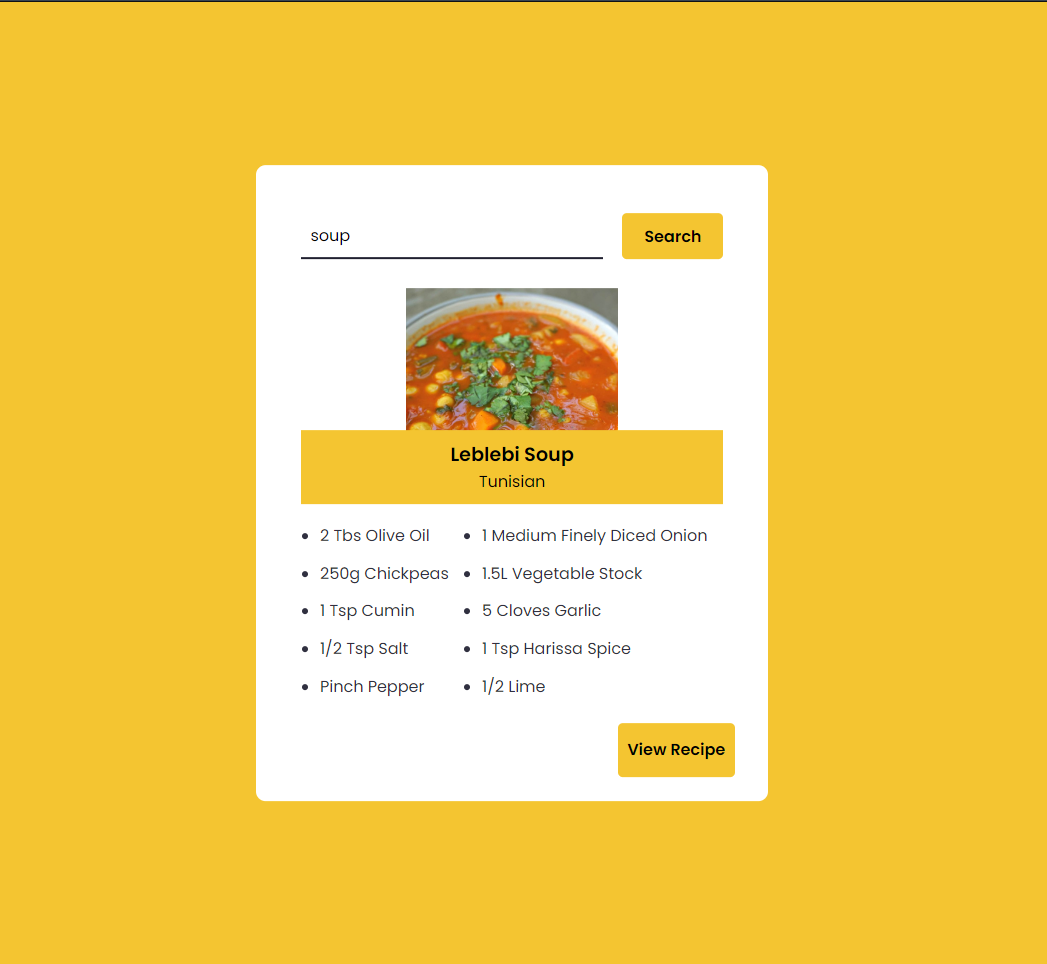 soup
Search
Leblebi Soup
Tunisian
2 Tbs Olive Oil
1 Medium Finely Diced Onion
250g Chickpeas
1.5L Vegetable Stock
1 Tsp Cumin
5 Cloves Garlic
1/2 Tsp Salt
1 Tsp Harissa Spice
Pinch Pepper
1/2 Lime
View Recipe